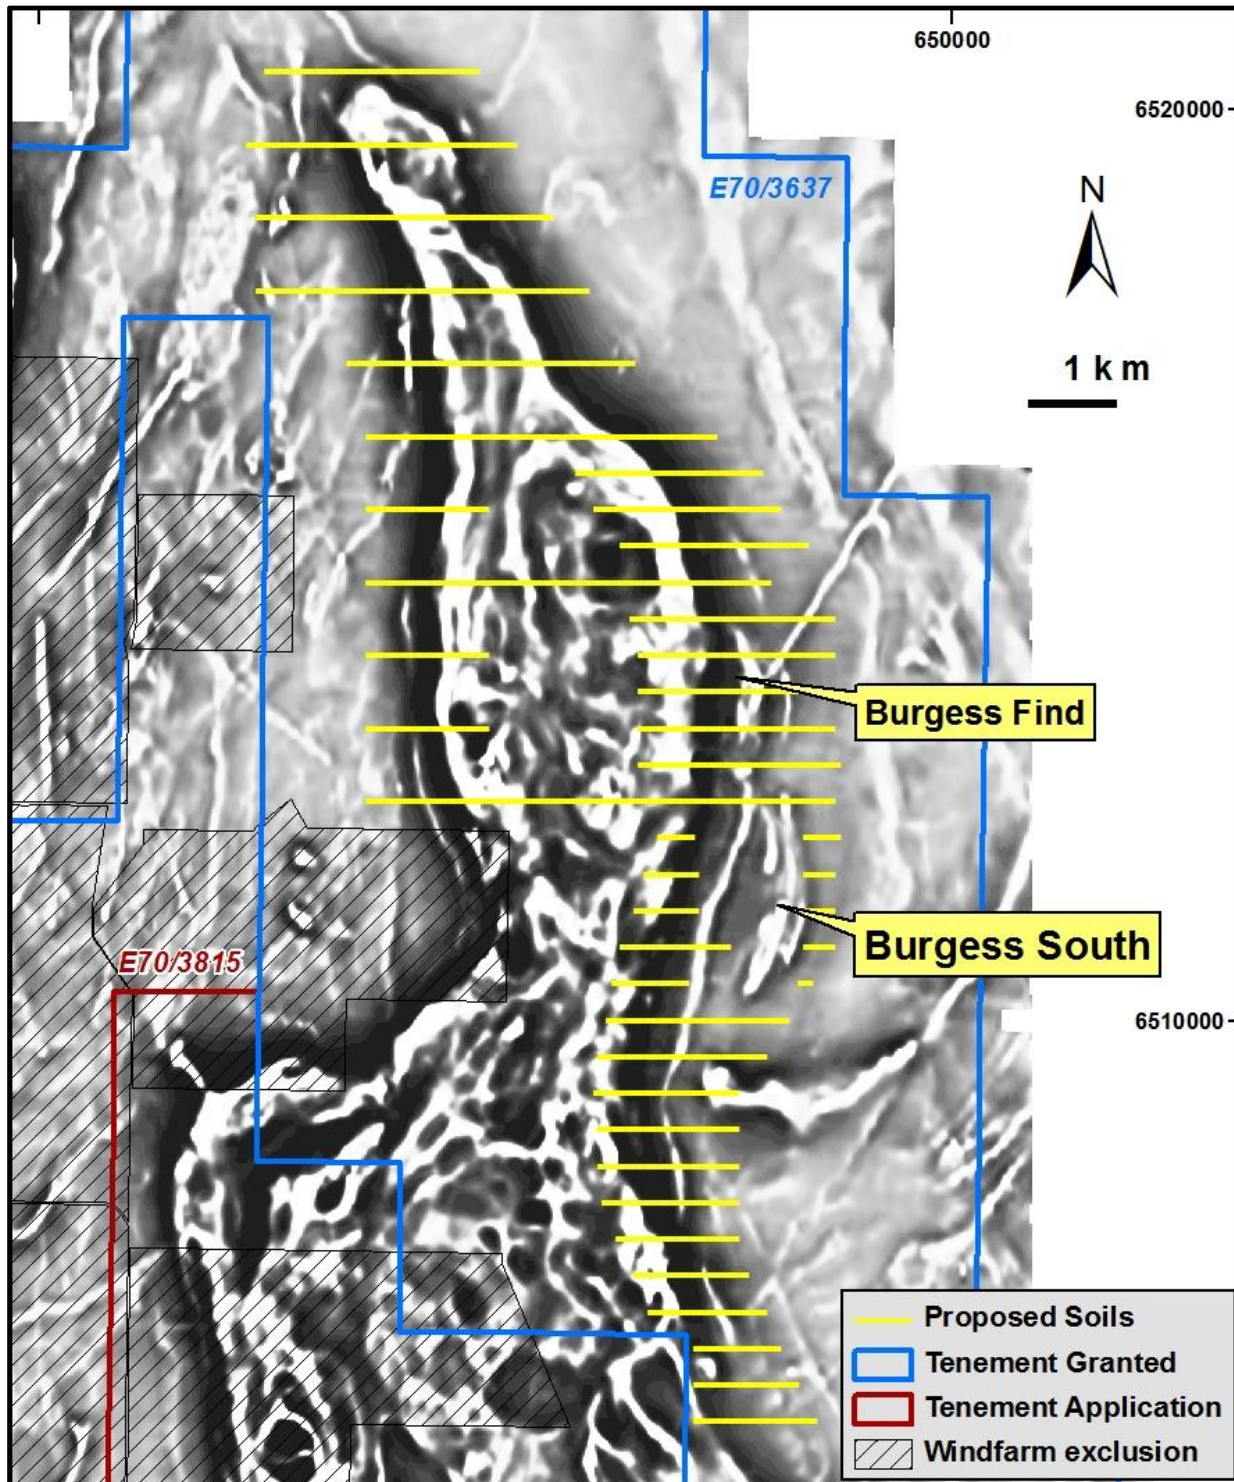 650000
6520000
E70/3637
N
1 km
Burgess Find
Burgess South
E70/3815
6510000
Proposed Soils
Tenement Granted
Tenement Application
Windfarm exclusion